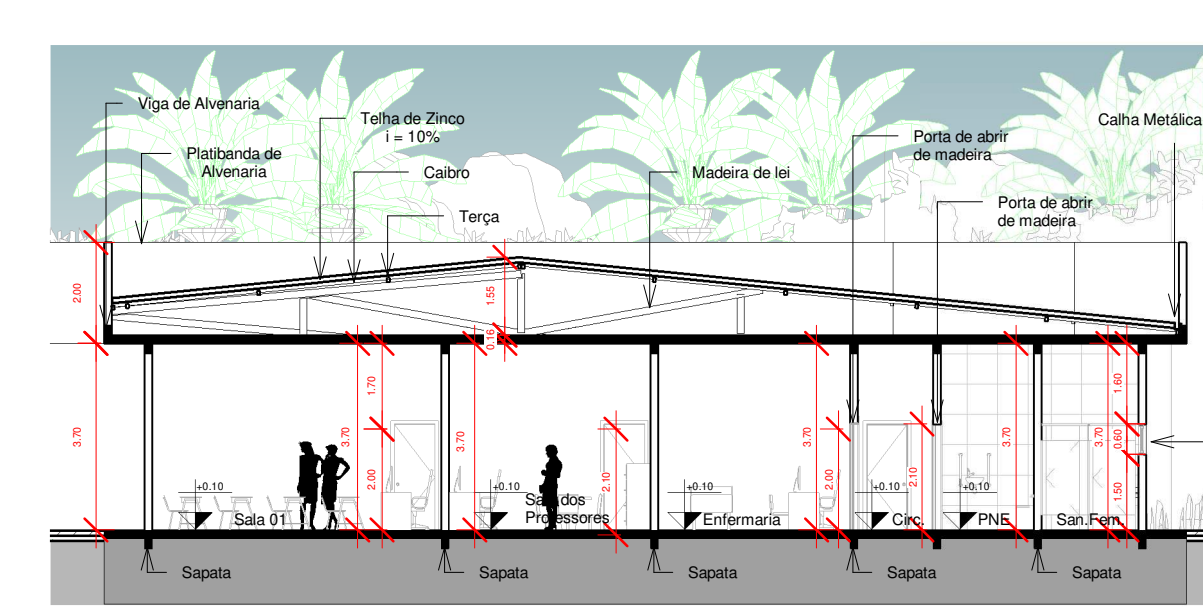 Viga de Alvenaria
Telha de Zinco
i = 10%
Porta de abrir
de madeira
Calha Metálica
Platibanda de
Alvenaria
Caibro
Madeira de lei
Terça
Porta de abrir
de madeira
2.00
1.55
0.16
3.70
1.70
3.70
2.00
3.70
2.10
3.70
2.00
2.10
3.70
3.70
1.60
0.60
1.50
+0.10
+0.10
+0.10
+0.10
+0.10
Sala 01
Sala dos
Professores
Enfermaria
Circ.
PNE
San.Fem.
Sapata
Sapata
Sapata
Sapata
Sapata